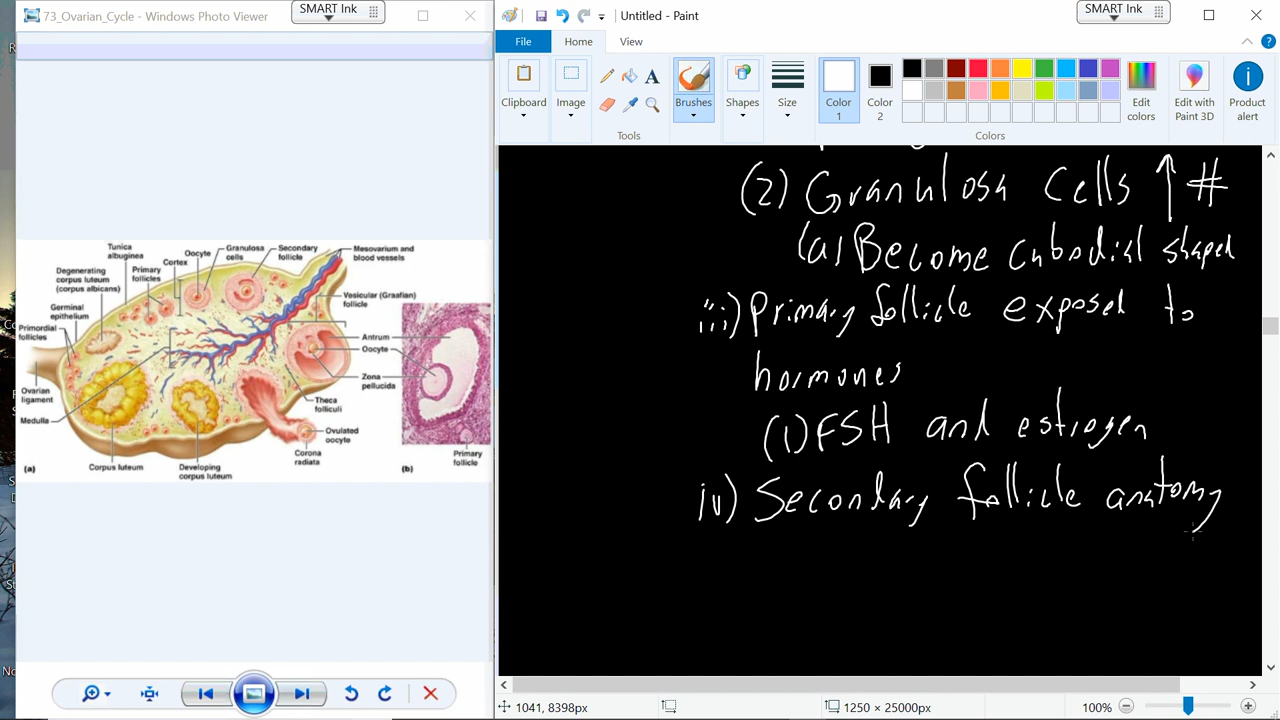 73_Ovarian_Cycle - Windows Photo Viewer
SMART Ink
Untitled - Paint
SMART Ink
File Home View
Clipboard
Image
Tools
Brushes
Shapes
Size
Color 1
Color 2
Colors
Edit colors
Edit with Paint 3D
Product alert
Tunica albuginea
Oocyte
Granulosa cells
Secondary follicle
Mesovarium and blood vessels
Cortex
Primary follicles
Degenerating corpus luteum (corpus albicans)
Germinal epithelium
Primordial follicles
Vesicular (Graafian) follicle
Antrum
Oocyte
Zona pellucida
Theca folliculi
Ovulated oocyte
Corona radiata
Ovarian ligament
Medulla
(a)
Corpus luteum
Developing corpus luteum
(b)
Primary follicle
(2) Granulosa Cells ↑ #
(a) Become cuboidal shaped
iii) Primary follicle exposed to
hormones
(1) FSH and estrogen
iv) Secondary follicle anatomy
1041, 8398px
1250 × 25000px
100%